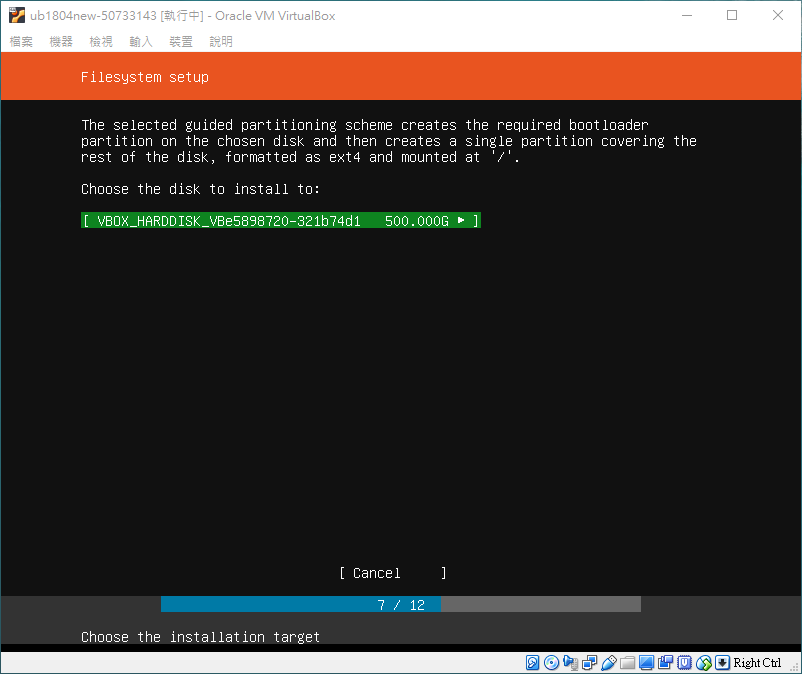 ub1804new-50733143 [執行中] - Oracle VM VirtualBox
檔案 機器 檢視 輸入 裝置 說明
Filesystem setup
The selected guided partitioning scheme creates the required bootloader
partition on the chosen disk and then creates a single partition covering the
rest of the disk, formatted as ext4 and mounted at '/'.
Choose the disk to install to:
[ VBOX_HARDDISK_VBe5898720-321b74d1 500.000G ▸ ]
[ Cancel ]
7 / 12
Choose the installation target
Right Ctrl